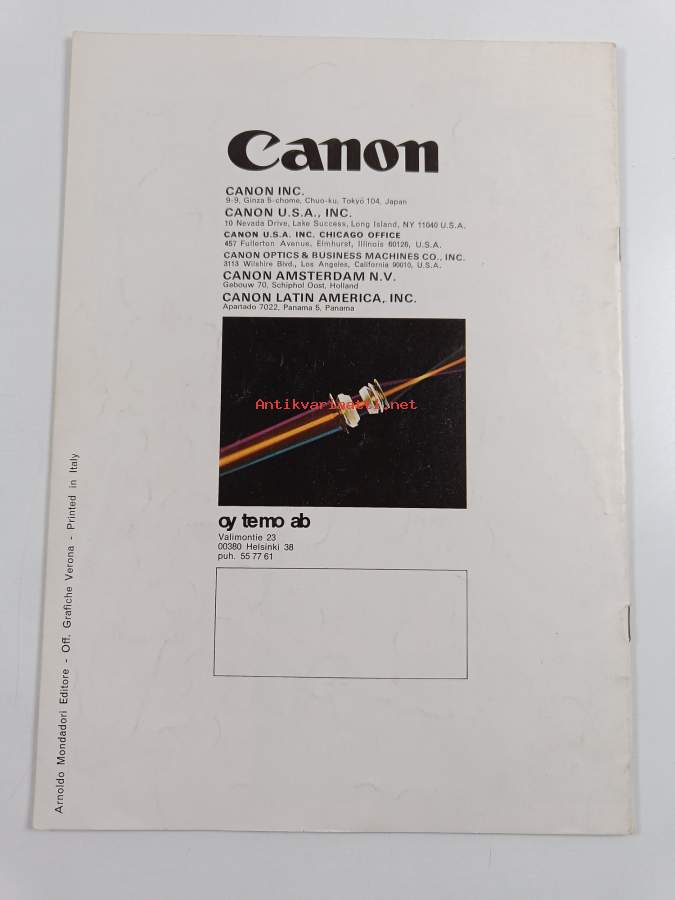 Canon
CANON INC.
9-9, Ginza 5-chome, Chuo-ku, Tokyo 104, Japan
CANON U.S.A., INC.
10 Nevada Drive, Lake Success, Long Island, NY 11040 U.S.A.
CANON U.S.A. INC. CHICAGO OFFICE
457 Fullerton Avenue, Elmhurst, Illinois 60126, U.S.A.
CANON OPTICS & BUSINESS MACHINES CO., INC.
3113 Wilshire Blvd., Los Angeles, California 90010, U.S.A.
CANON AMSTERDAM N.V.
Gebouw 70, Schiphol Oost, Holland
CANON LATIN AMERICA, INC.
Apartado 7022, Panama 5, Panama
Antikvariaatti.net
oy temo ab
Valimontie 23
00380 Helsinki 38
puh. 55 77 61
Arnoldo Mondadori Editore - Off. Grafiche Verona - Printed in Italy